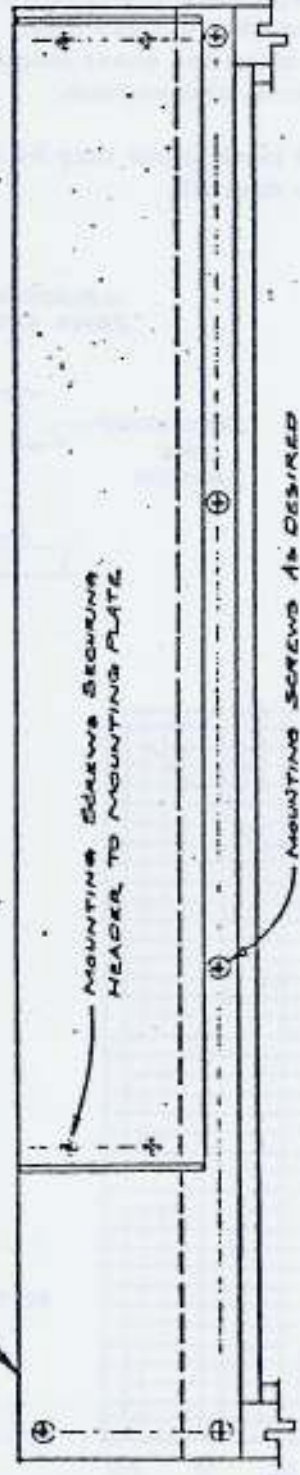 MOUNTING SCREWS SECURING
HEADER TO MOUNTING PLATE
MOUNTING SCREWS AS DESIRED